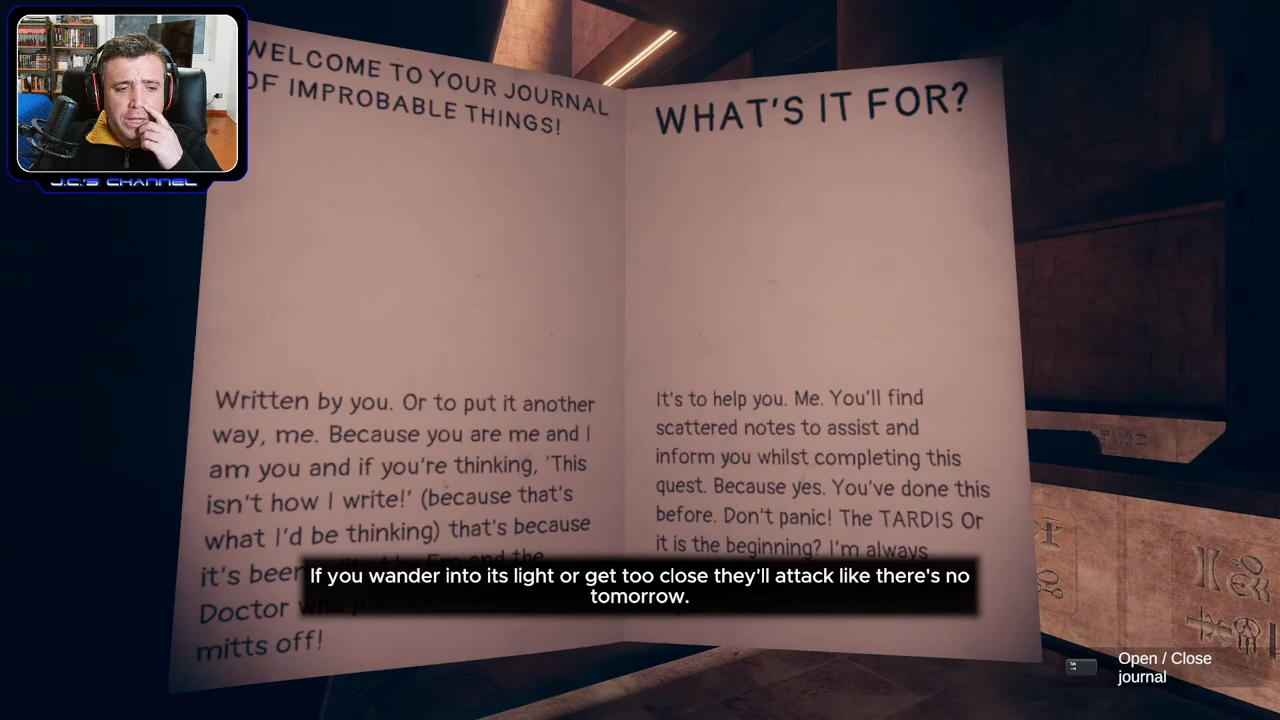 J.C.'S CHANNEL
WELCOME TO YOUR JOURNAL
OF IMPROBABLE THINGS!
Written by you. Or to put it another
way, me. Because you are me and I
am you and if you're thinking, 'This
isn't how I write!' (because that's
what I'd be thinking) that's because
it's been
Doctor
mitts off!
WHAT'S IT FOR?
It's to help you. Me. You'll find
scattered notes to assist and
inform you whilst completing this
quest. Because yes. You've done this
before. Don't panic! The TARDIS Or
it is the beginning? I'm always
If you wander into its light or get too close they'll attack like there's no
tomorrow.
Tab
Open / Close
journal